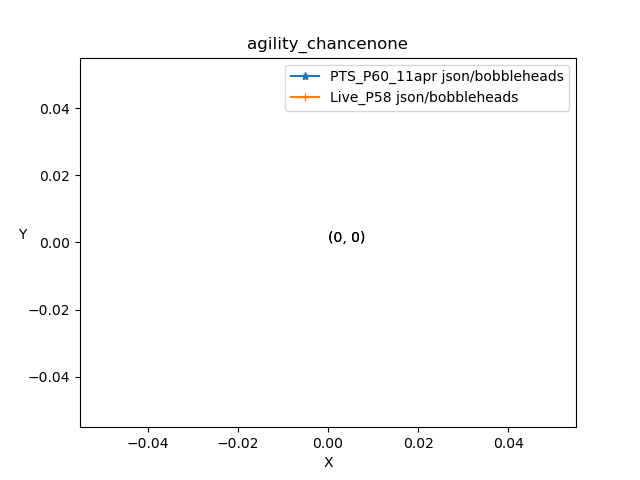 agility_chancenone
PTS_P60_11apr json/bobbleheads
Live_P58 json/bobbleheads
0.04
0.02
Y
0.00
(0, 0)
−0.02
−0.04
−0.04
−0.02
0.00
0.02
0.04
X